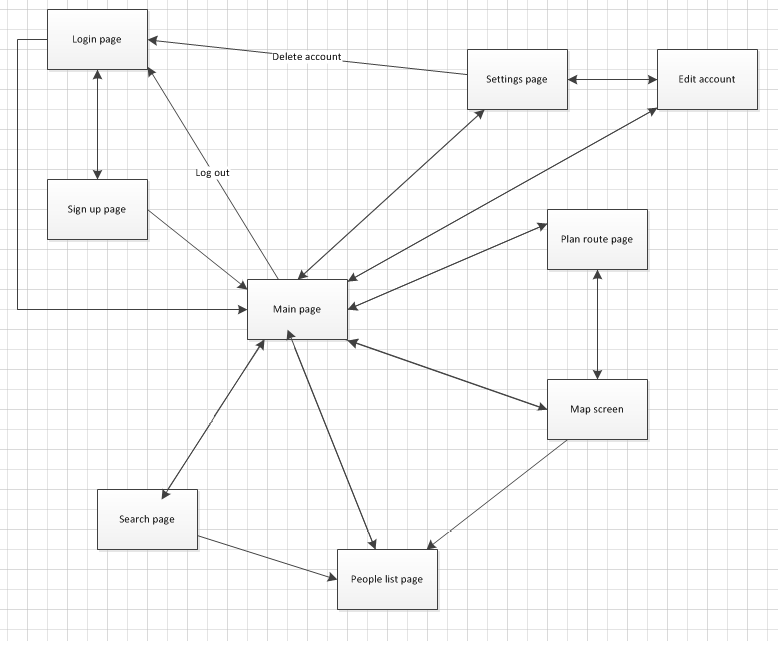 Login page
Delete account
Settings page
Edit account
Log out
Sign up page
Plan route page
Main page
Map screen
Search page
People list page